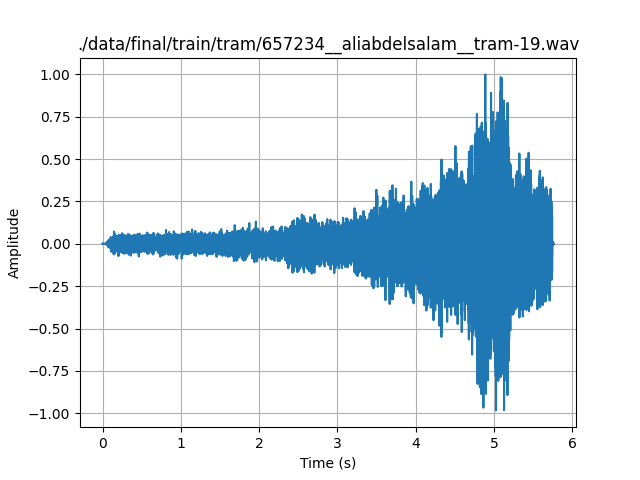 ./data/final/train/tram/657234__aliabdelsalam__tram-19.wav
1.00
0.75
0.50
0.25
0.00
−0.25
−0.50
−0.75
−1.00
Amplitude
0 1 2 3 4 5 6
Time (s)